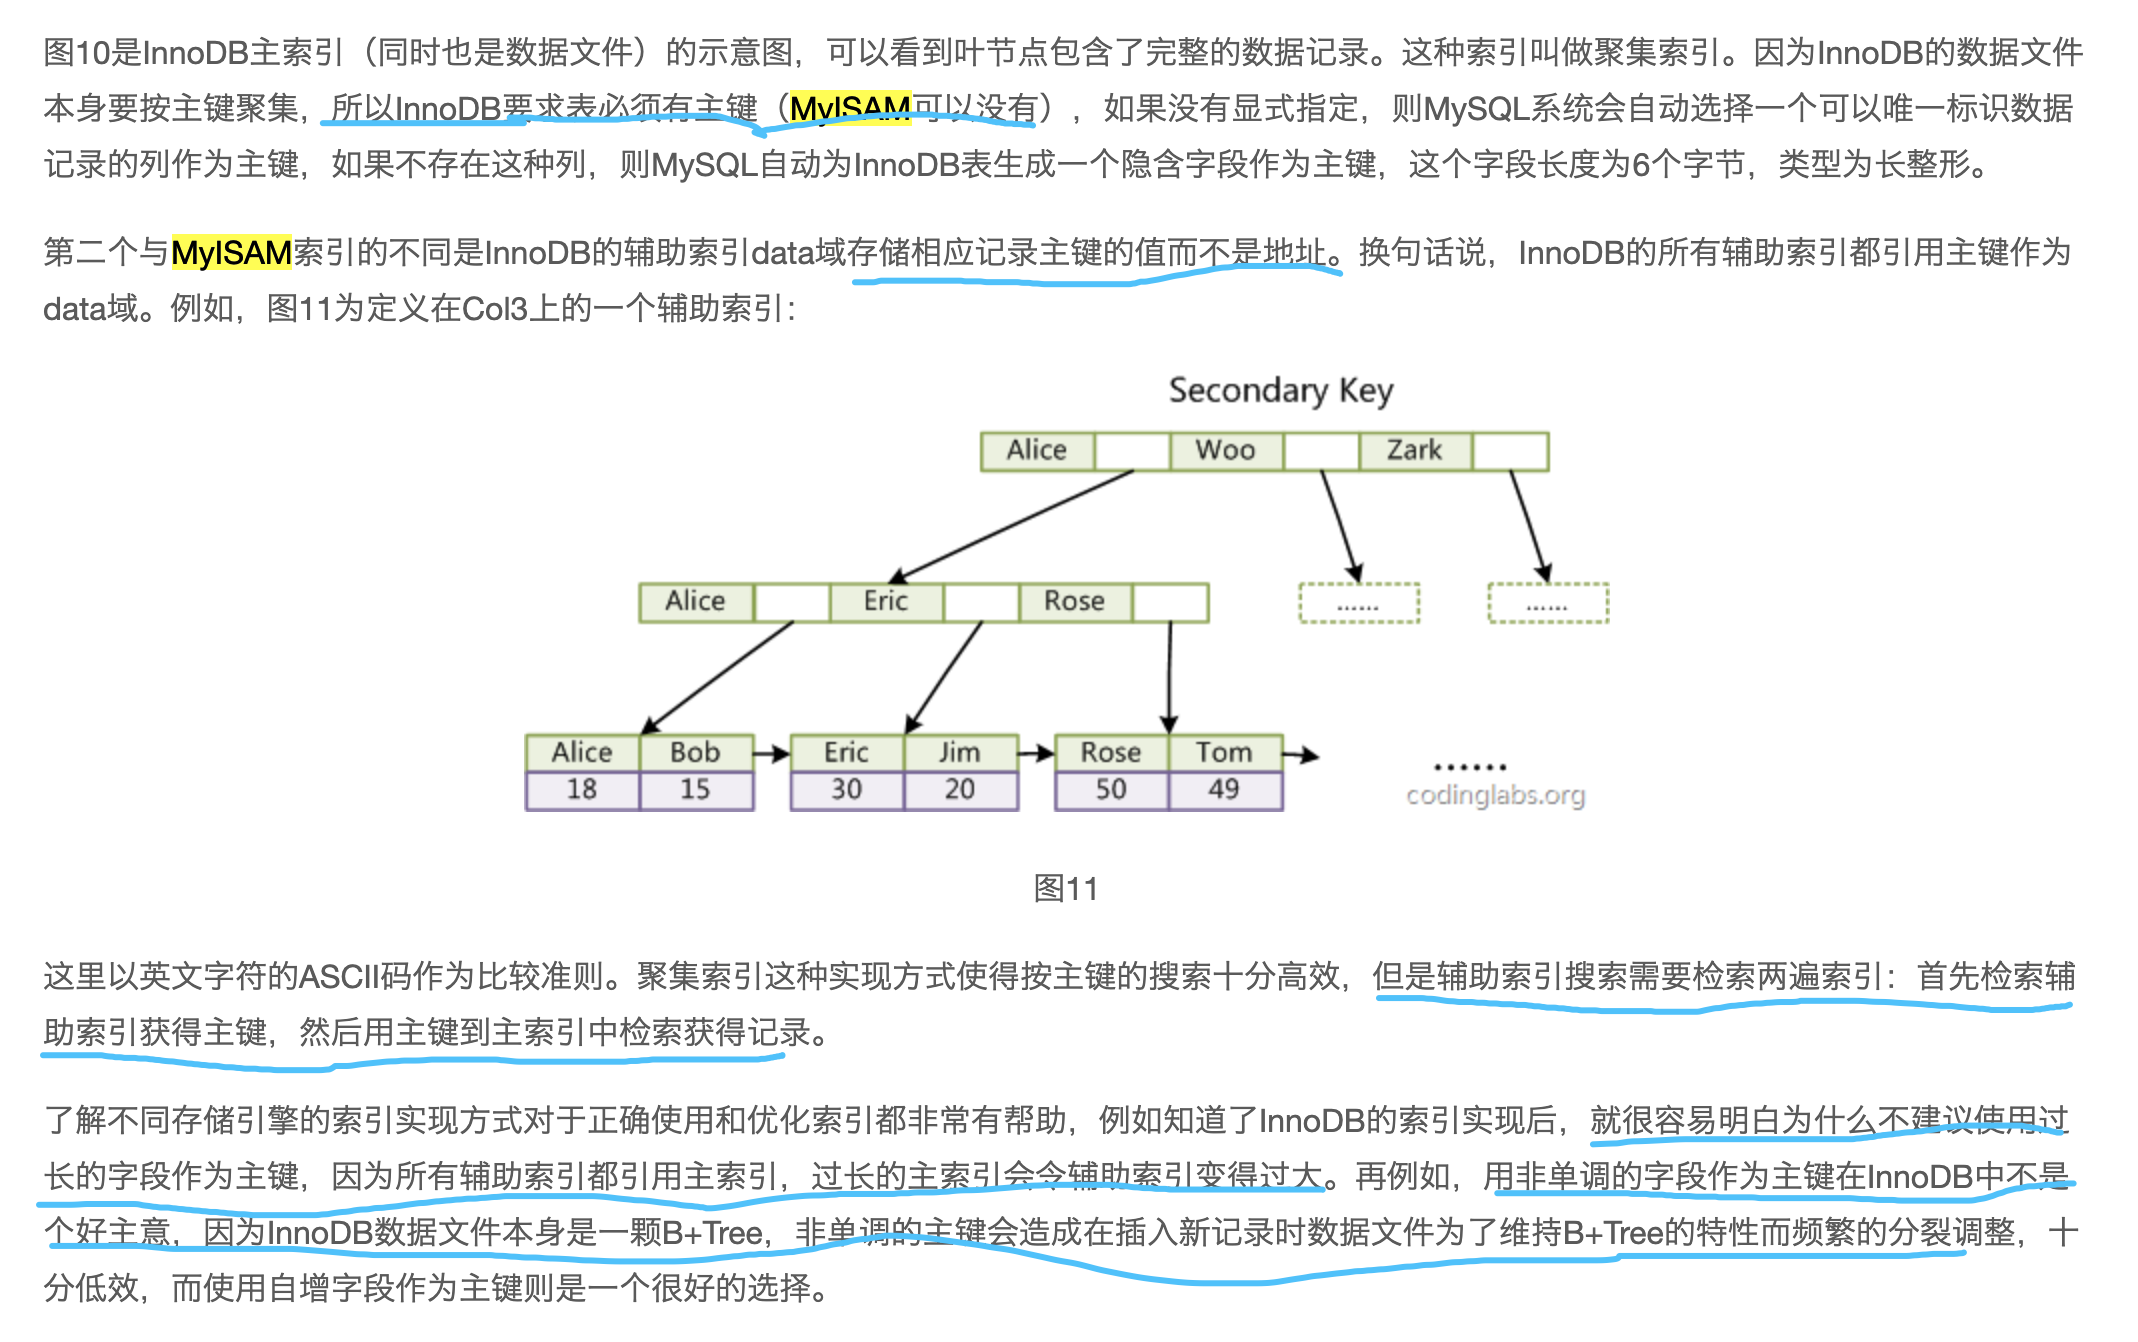 图10是InnoDB主索引（同时也是数据文件）的示意图，可以看到叶节点包含了完整的数据记录。这种索引叫做聚集索引。因为InnoDB的数据文件
本身要按主键聚集，所以InnoDB要求表必须有主键（MyISAM可以没有），如果没有显式指定，则MySQL系统会自动选择一个可以唯一标识数据
记录的列作为主键，如果不存在这种列，则MySQL自动为InnoDB表生成一个隐含字段作为主键，这个字段长度为6个字节，类型为长整形。
第二个与MyISAM索引的不同是InnoDB的辅助索引data域存储相应记录主键的值而不是地址。换句话说，InnoDB的所有辅助索引都引用主键作为
data域。例如，图11为定义在Col3上的一个辅助索引：
Secondary Key
Alice Woo Zark
Alice Eric Rose ...... ......
Alice Bob Eric Jim Rose Tom
18 15 30 20 50 49
......
codinglabs.org
图11
这里以英文字符的ASCII码作为比较准则。聚集索引这种实现方式使得按主键的搜索十分高效，但是辅助索引搜索需要检索两遍索引：首先检索辅
助索引获得主键，然后用主键到主索引中检索获得记录。
了解不同存储引擎的索引实现方式对于正确使用和优化索引都非常有帮助，例如知道了InnoDB的索引实现后，就很容易明白为什么不建议使用过
长的字段作为主键，因为所有辅助索引都引用主索引，过长的主索引会令辅助索引变得过大。再例如，用非单调的字段作为主键在InnoDB中不是
个好主意，因为InnoDB数据文件本身是一颗B+Tree，非单调的主键会造成在插入新记录时数据文件为了维持B+Tree的特性而频繁的分裂调整，十
分低效，而使用自增字段作为主键则是一个很好的选择。